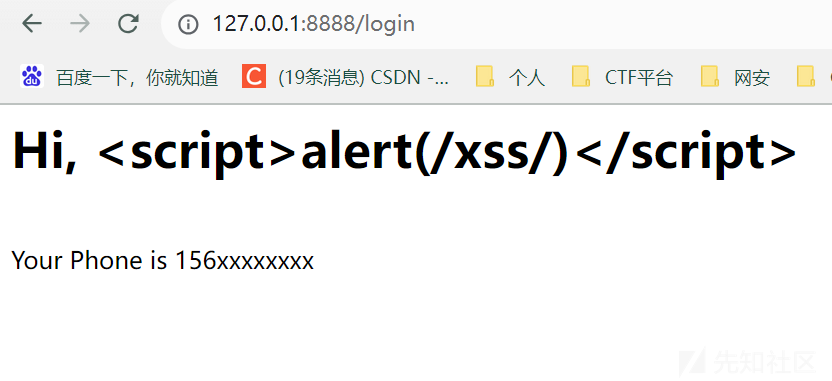 127.0.0.1:8888/login
du 百度一下，你就知道 C (19条消息) CSDN -... 个人 CTF平台 网安
Hi, <script>alert(/xss/)</script>
Your Phone is 156xxxxxxxx
先知社区